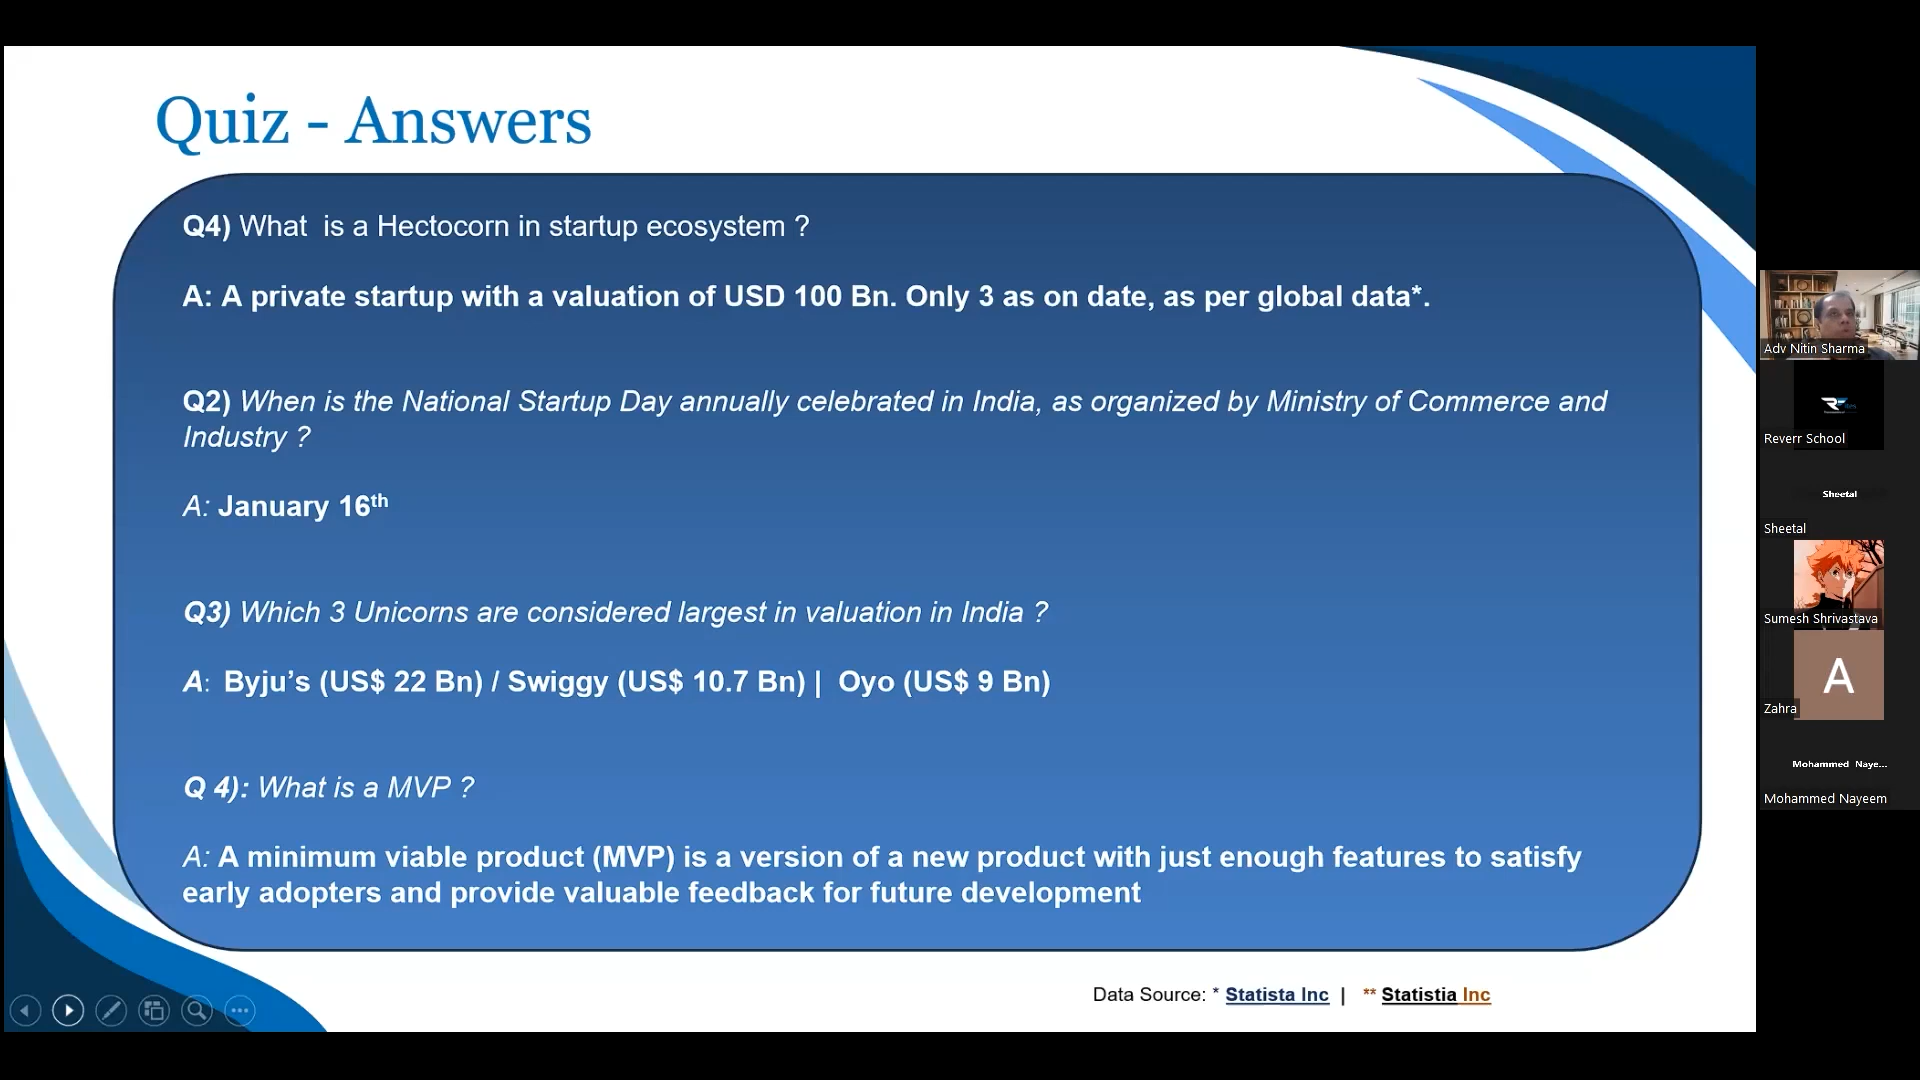 Quiz - Answers
Q4) What is a Hectocorn in startup ecosystem ?
A: A private startup with a valuation of USD 100 Bn. Only 3 as on date, as per global data*.
Q2) When is the National Startup Day annually celebrated in India, as organized by Ministry of Commerce and
Industry ?
A: January 16th
Q3) Which 3 Unicorns are considered largest in valuation in India ?
A: Byju’s (US$ 22 Bn) / Swiggy (US$ 10.7 Bn) | Oyo (US$ 9 Bn)
Q 4): What is a MVP ?
A: A minimum viable product (MVP) is a version of a new product with just enough features to satisfy
early adopters and provide valuable feedback for future development
Data Source: * Statista Inc | ** Statistia Inc
Adv Nitin Sharma
Reverr School
Sheetal
Sheetal
Sumesh Shrivastava
A
Zahra
Mohammed Naye...
Mohammed Nayeem